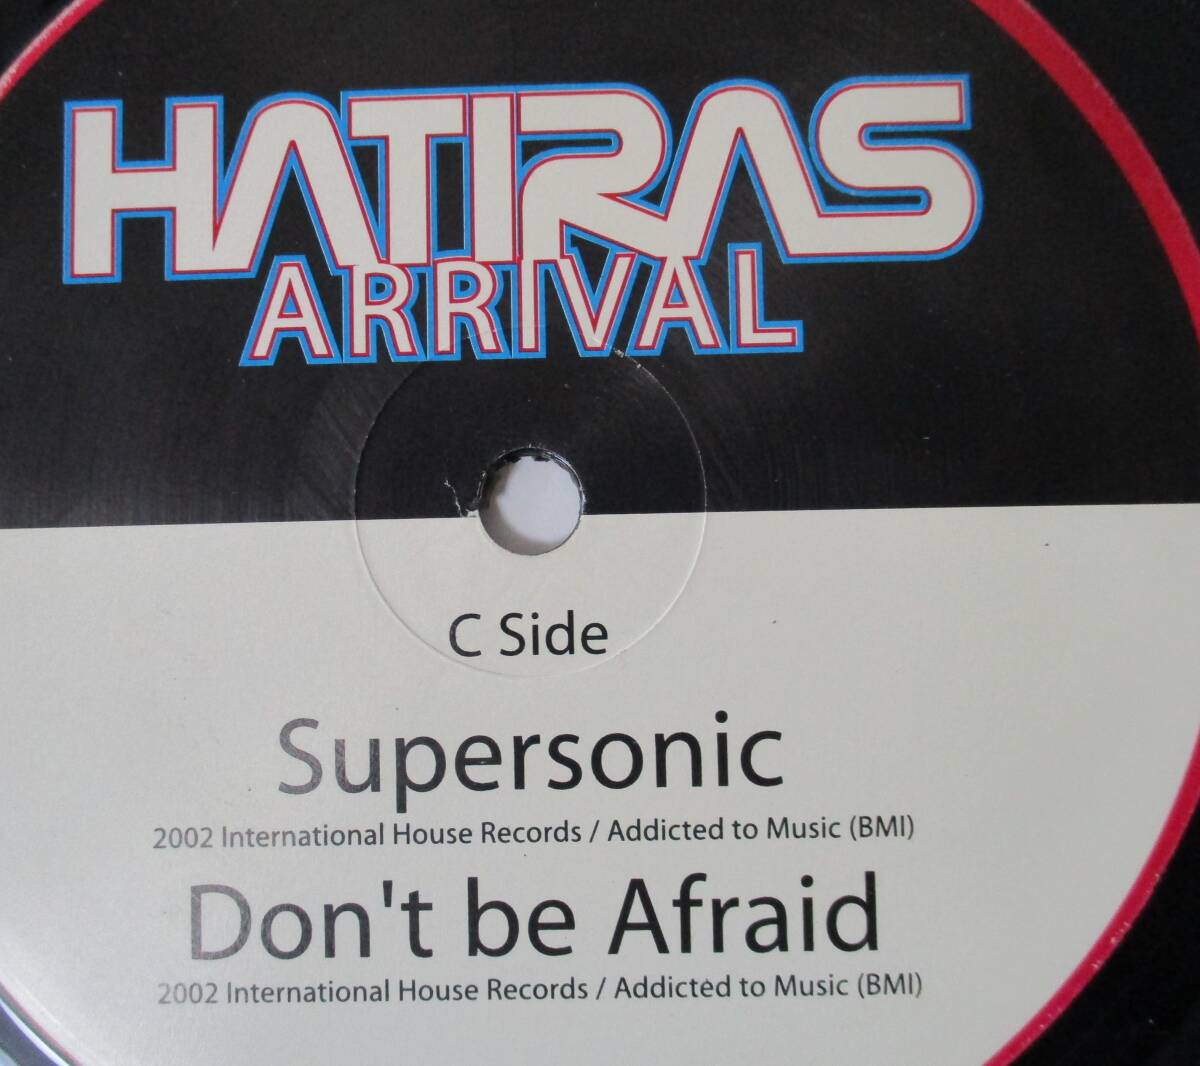 HATIRAS
ARRIVAL
C Side
Supersonic
2002 International House Records / Addicted to Music (BMI)
Don't be Afraid
2002 International House Records / Addicted to Music (BMI)